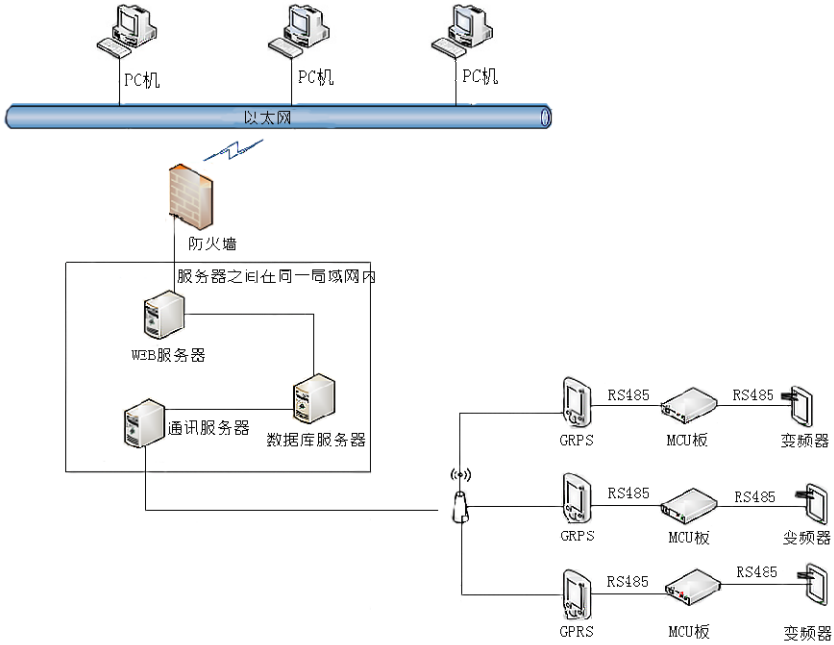 PC机 PC机 PC机
以太网
防火墙
服务器之间在同一局域网内
WEB服务器
通讯服务器
数据库服务器
RS485 RS485
GRPS MCU板 变频器
RS485 RS485
GRPS MCU板 变频器
RS485 RS485
GPRS MCU板 变频器